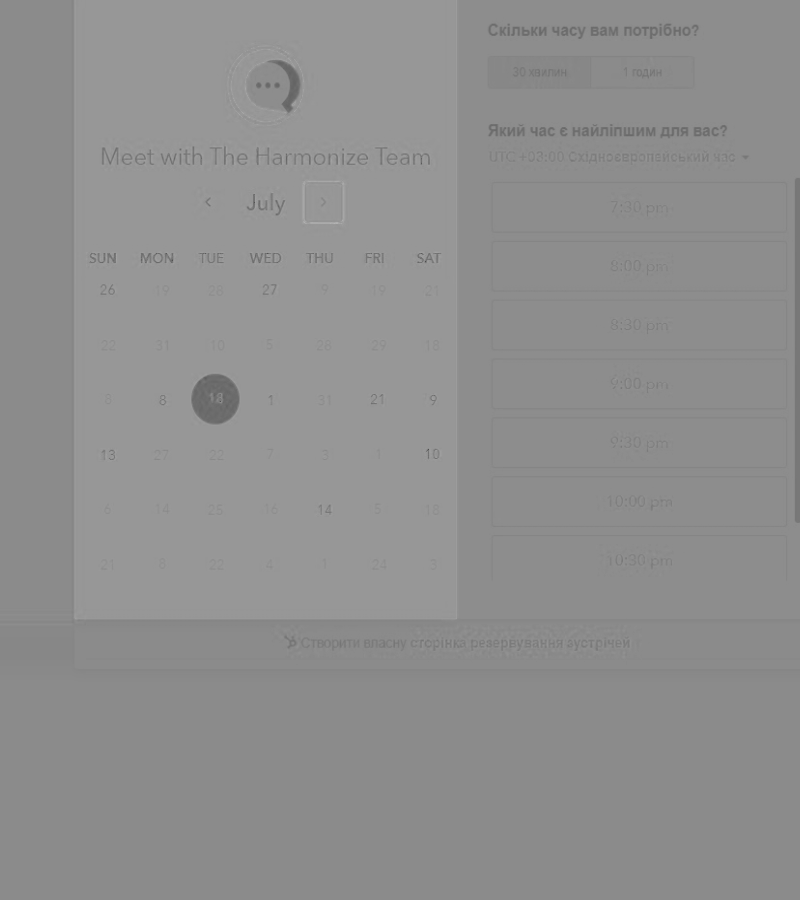 Meet with The Harmonize Team
July
SUN MON TUE WED THU FRI SAT
26 19 28 27 9 19 21
22 31 10 5 28 29 18
8 8 18 1 31 21 9
13 27 22 7 3 1 10
6 14 25 16 14 5 18
21 8 22 4 1 24 3
Скільки часу вам потрібно?
30 хвилин 1 годин
Який час є найліпшим для вас?
UTC +03:00 Східноєвропейський час
7:30 pm
8:00 pm
8:30 pm
9:00 pm
9:30 pm
10:00 pm
10:30 pm
Створити власну сторінка резервування зустрічей